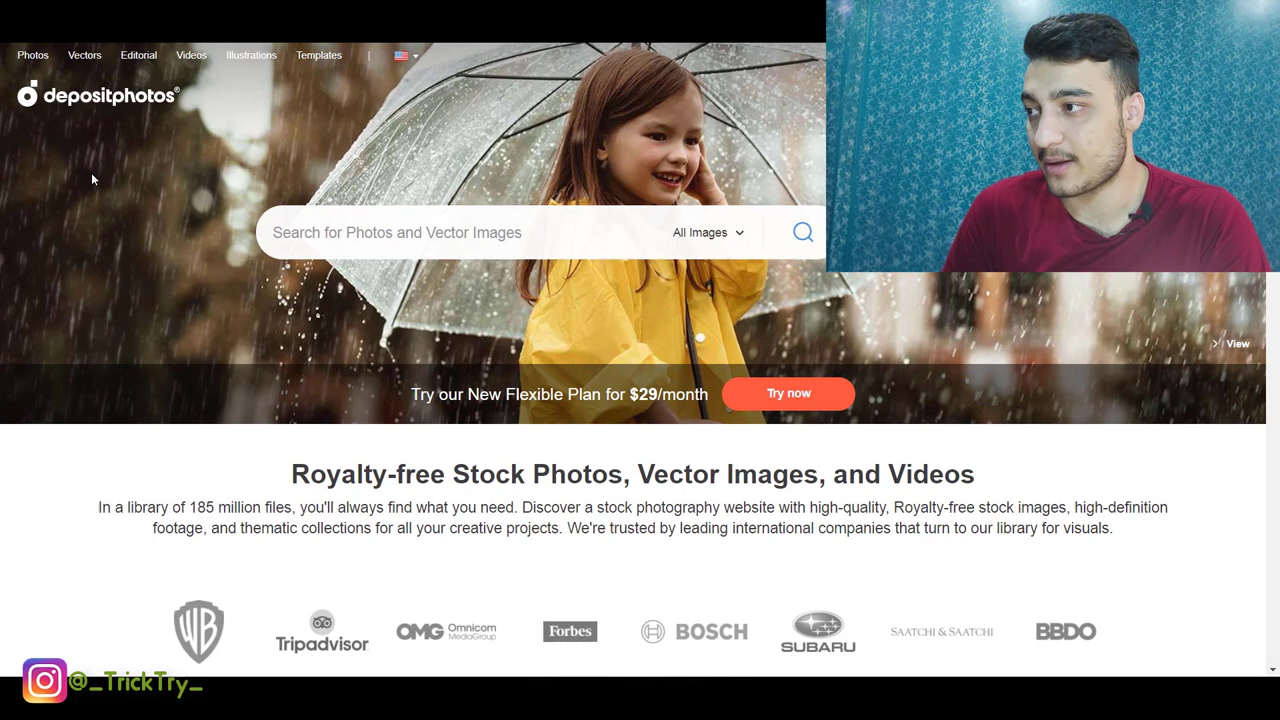 Photos Vectors Editorial Videos Illustrations Templates |
depositphotos®
Search for Photos and Vector Images All Images
View
Try our New Flexible Plan for $29/month Try now
Royalty-free Stock Photos, Vector Images, and Videos
In a library of 185 million files, you'll always find what you need. Discover a stock photography website with high-quality, Royalty-free stock images, high-definition
footage, and thematic collections for all your creative projects. We're trusted by leading international companies that turn to our library for visuals.
WB Tripadvisor OMG Omnicom MediaGroup Forbes BOSCH SUBARU SAATCHI & SAATCHI BBDO
@_TrickTry_